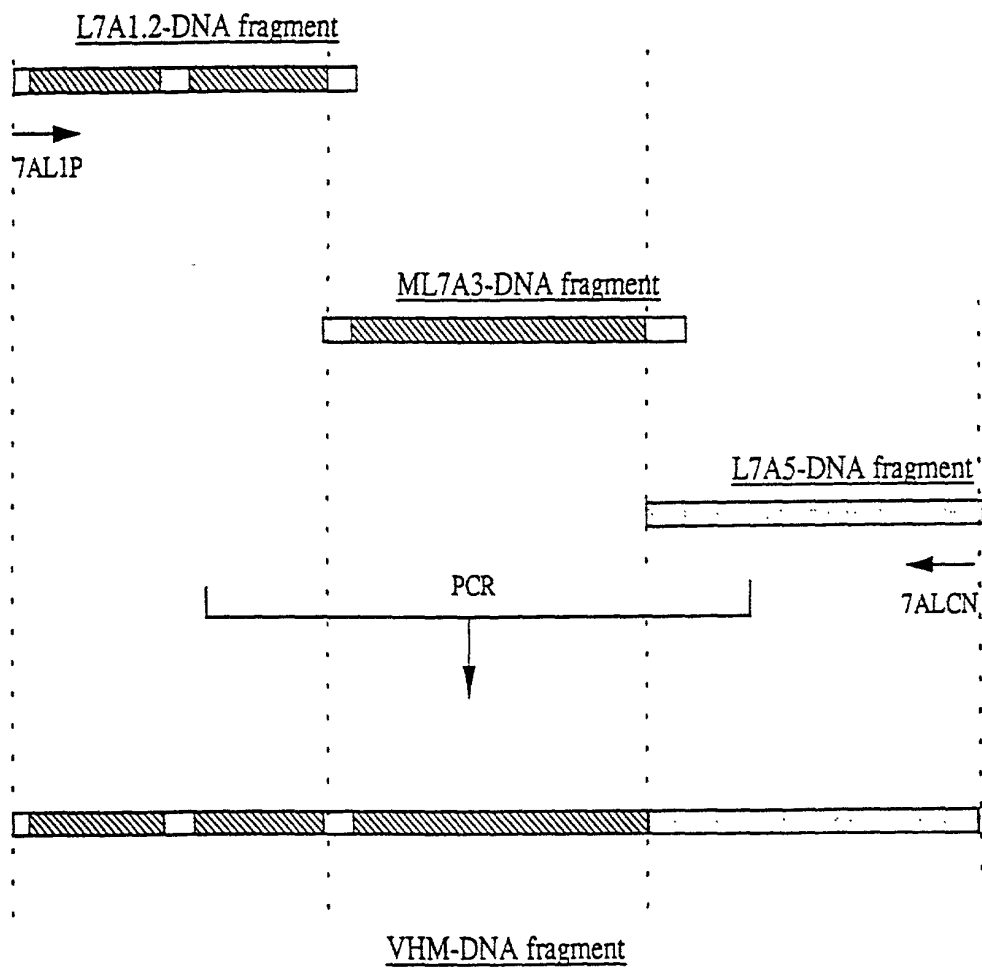 L7A1.2-DNA fragment
7AL1P
ML7A3-DNA fragment
L7A5-DNA fragment
PCR
7ALCN
VHM-DNA fragment